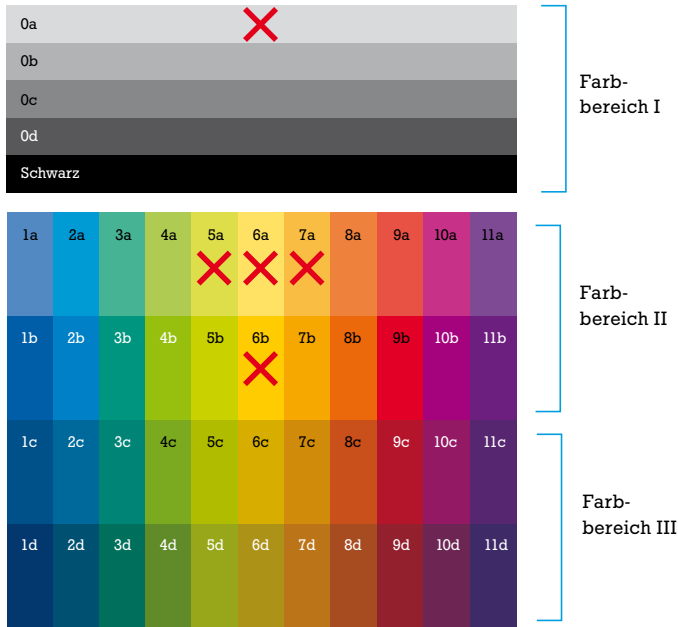 0a
0b
0c
0d
Schwarz
Farb-
bereich I
1a 2a 3a 4a 5a 6a 7a 8a 9a 10a 11a
1b 2b 3b 4b 5b 6b 7b 8b 9b 10b 11b
Farb-
bereich II
1c 2c 3c 4c 5c 6c 7c 8c 9c 10c 11c
1d 2d 3d 4d 5d 6d 7d 8d 9d 10d 11d
Farb-
bereich III